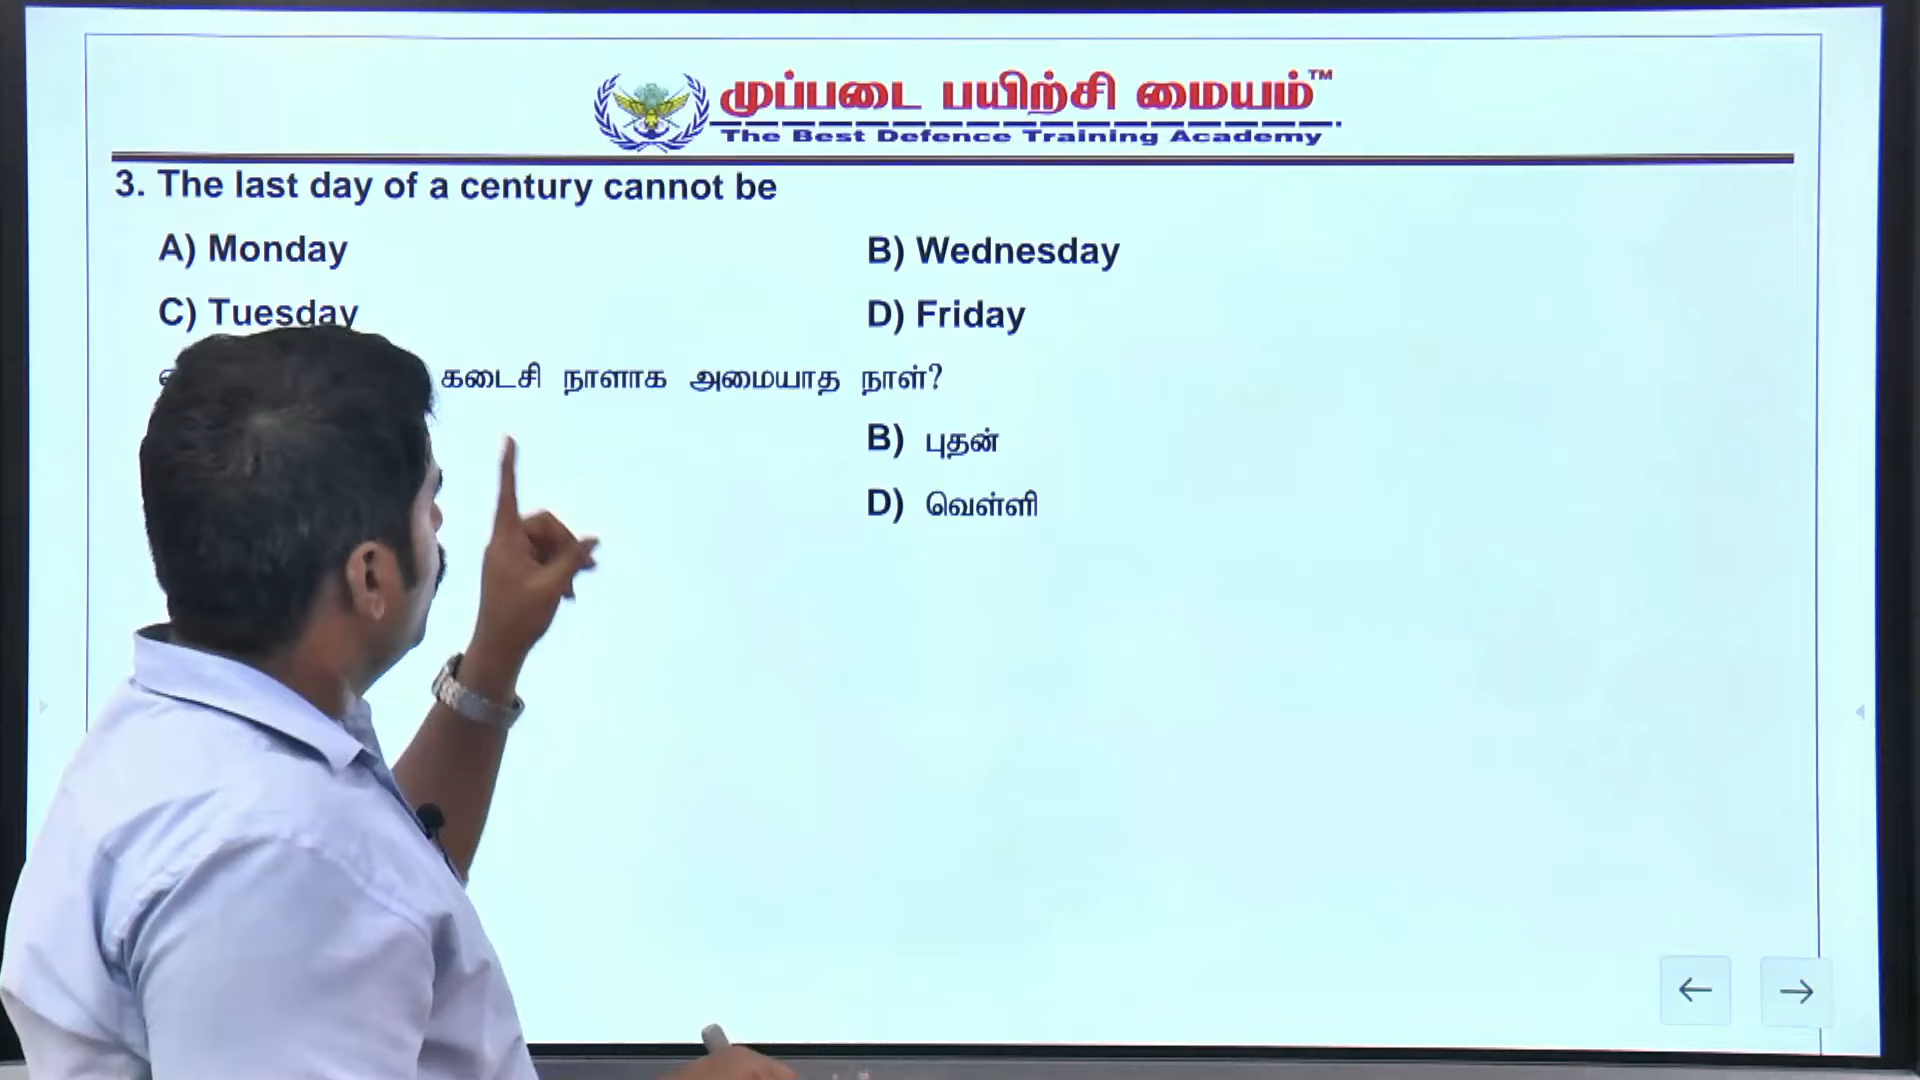 முப்படை பயிற்சி மையம்™
The Best Defence Training Academy
3. The last day of a century cannot be
A) Monday
B) Wednesday
C) Tuesday
D) Friday
கடைசி நாளாக அமையாத நாள்?
B) புதன்
D) வெள்ளி